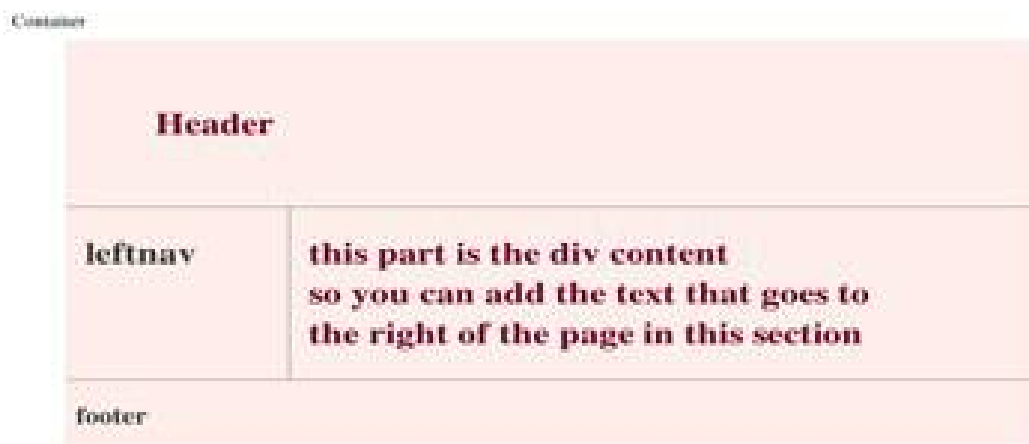 Container
Header
leftnav
this part is the div content
so you can add the text that goes to
the right of the page in this section
footer